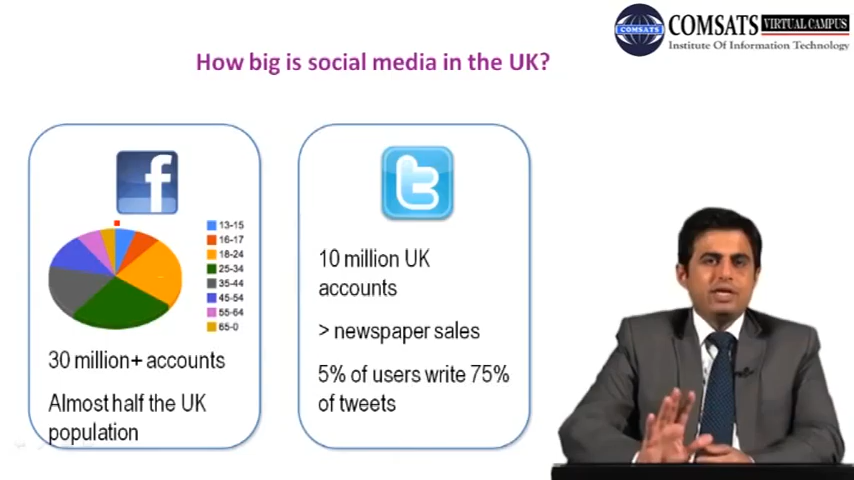 COMSATS VIRTUAL CAMPUS
COMSATS
Institute Of Information Technology
How big is social media in the UK?
f
t
13-15
16-17
18-24
25-34
35-44
45-54
55-64
65-0
30 million+ accounts
Almost half the UK
population
10 million UK
accounts
> newspaper sales
5% of users write 75%
of tweets